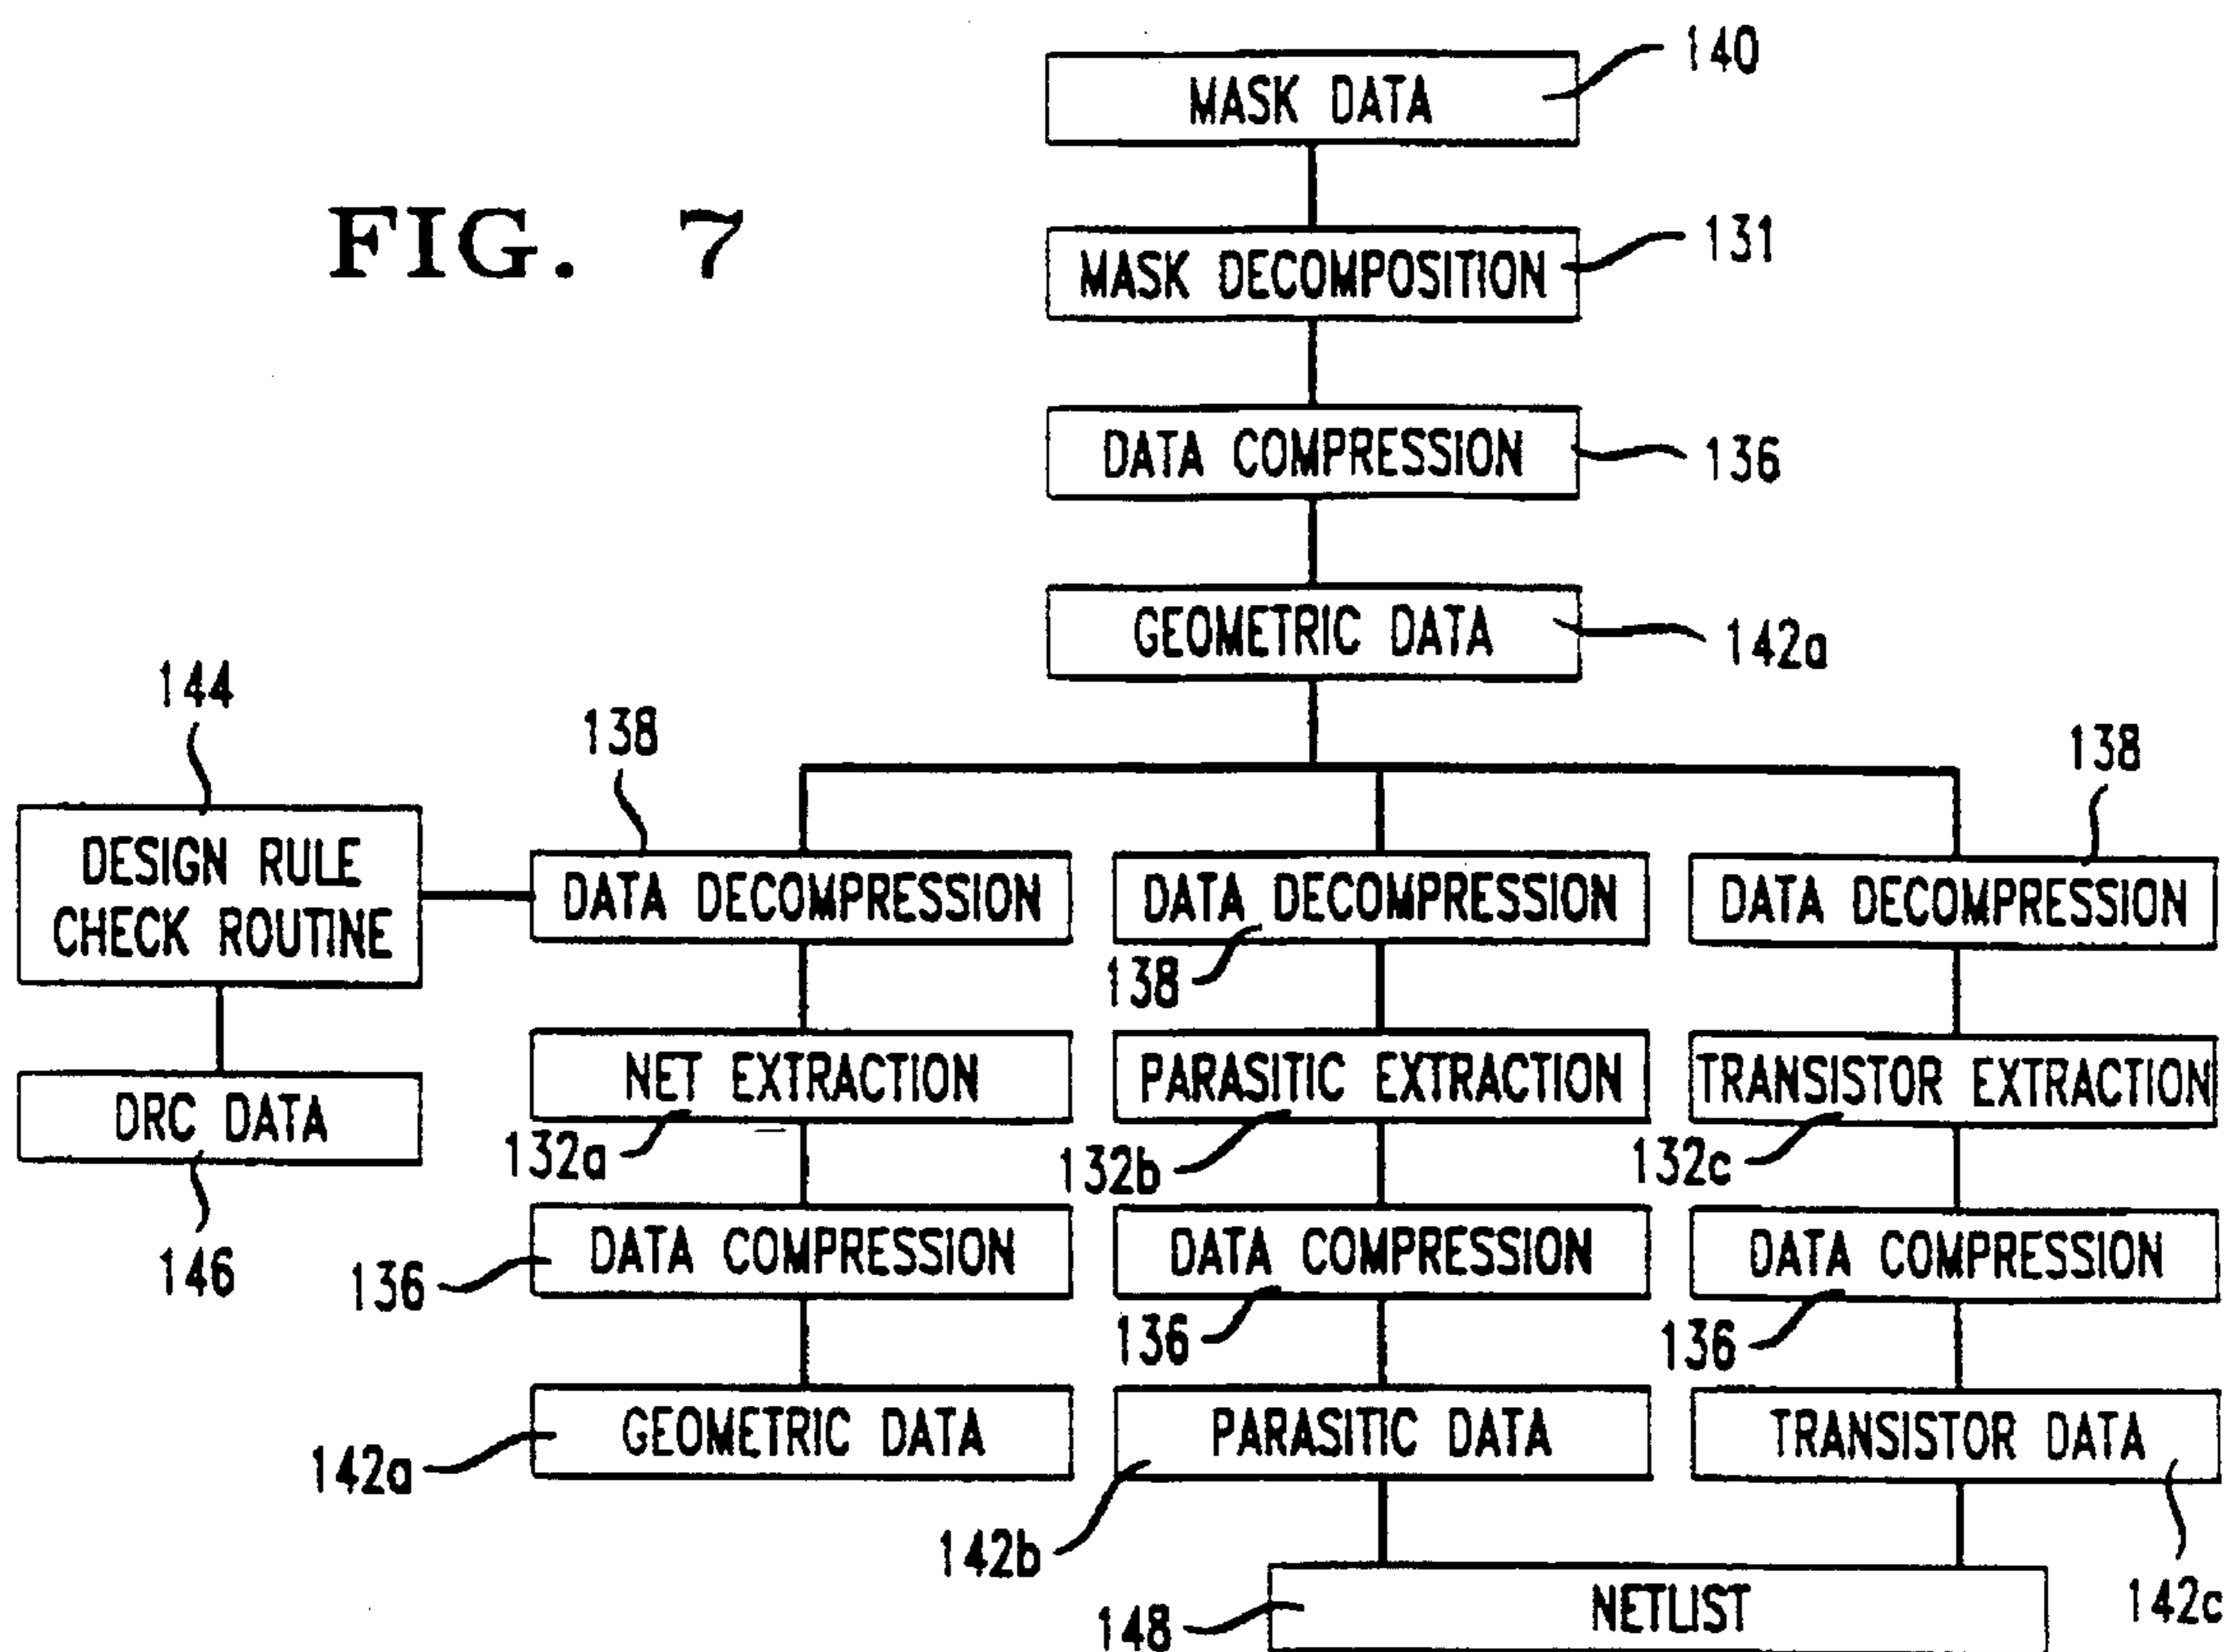 FIG. 7
MASK DATA
140
MASK DECOMPOSITION
131
DATA COMPRESSION
136
GEOMETRIC DATA
142a
144
DESIGN RULE
CHECK ROUTINE
DRC DATA
146
138
DATA DECOMPRESSION
NET EXTRACTION
132a
DATA COMPRESSION
136
GEOMETRIC DATA
142a
DATA DECOMPRESSION
138
PARASITIC EXTRACTION
132b
DATA COMPRESSION
136
PARASITIC DATA
142b
138
DATA DECOMPRESSION
TRANSISTOR EXTRACTION
132c
DATA COMPRESSION
136
TRANSISTOR DATA
142c
NETLIST
148